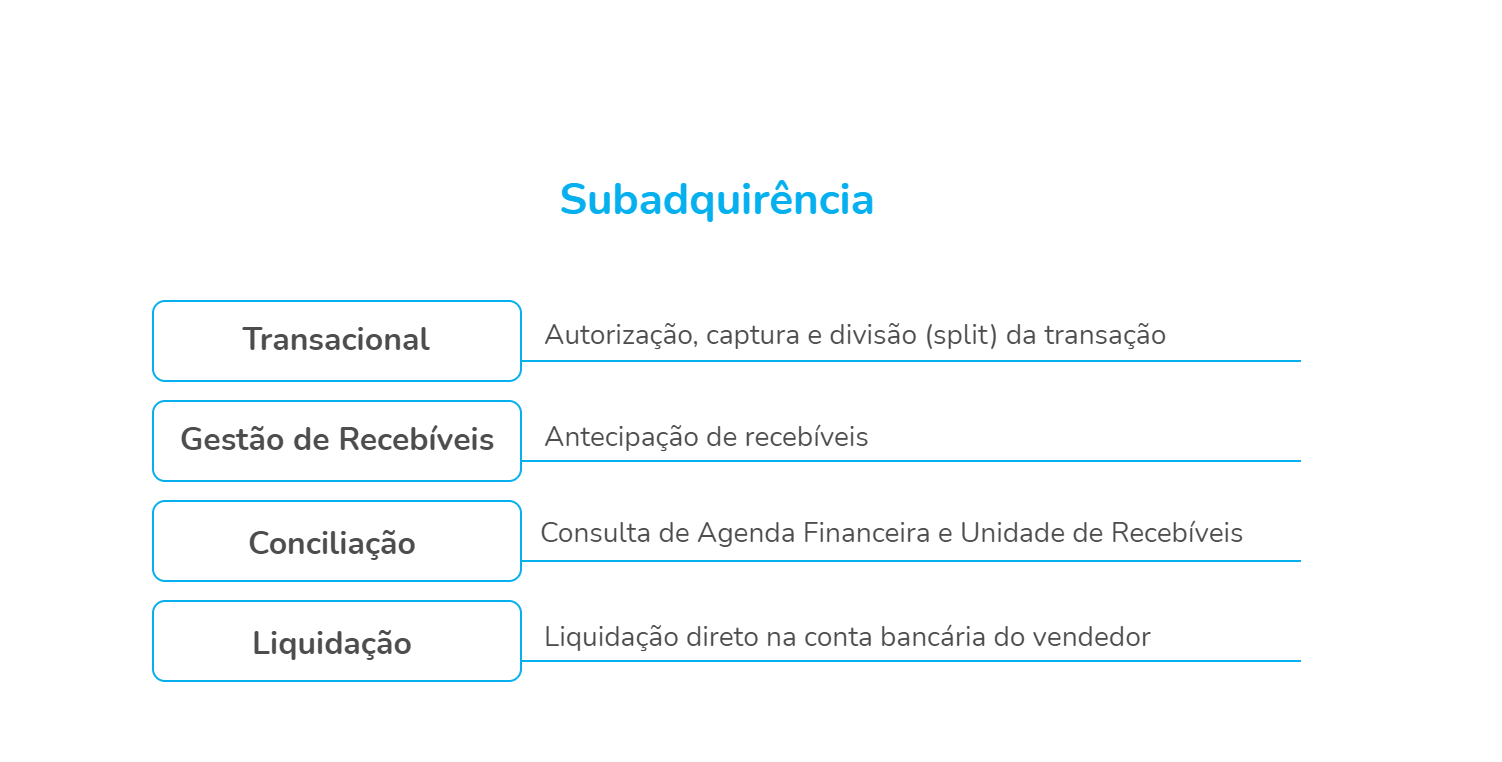 Subadquirência
Transacional
Autorização, captura e divisão (split) da transação
Gestão de Recebíveis
Antecipação de recebíveis
Conciliação
Consulta de Agenda Financeira e Unidade de Recebíveis
Liquidação
Liquidação direto na conta bancária do vendedor